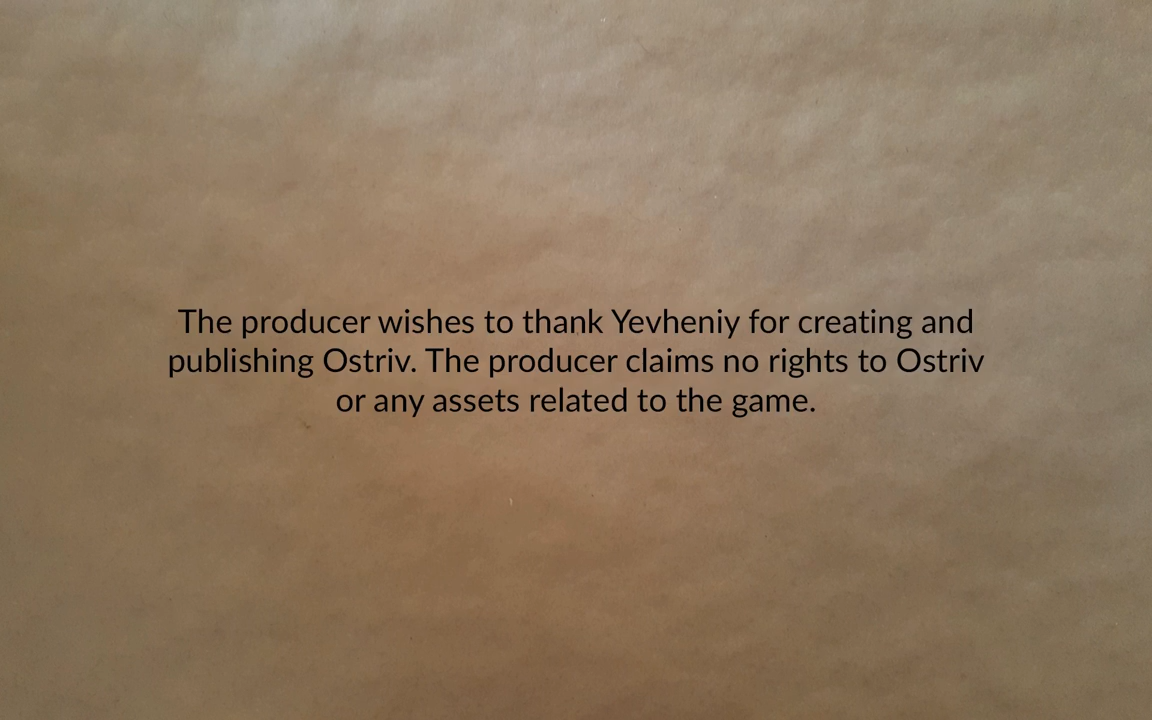 The producer wishes to thank Yevheniy for creating and
publishing Ostriv. The producer claims no rights to Ostriv
or any assets related to the game.